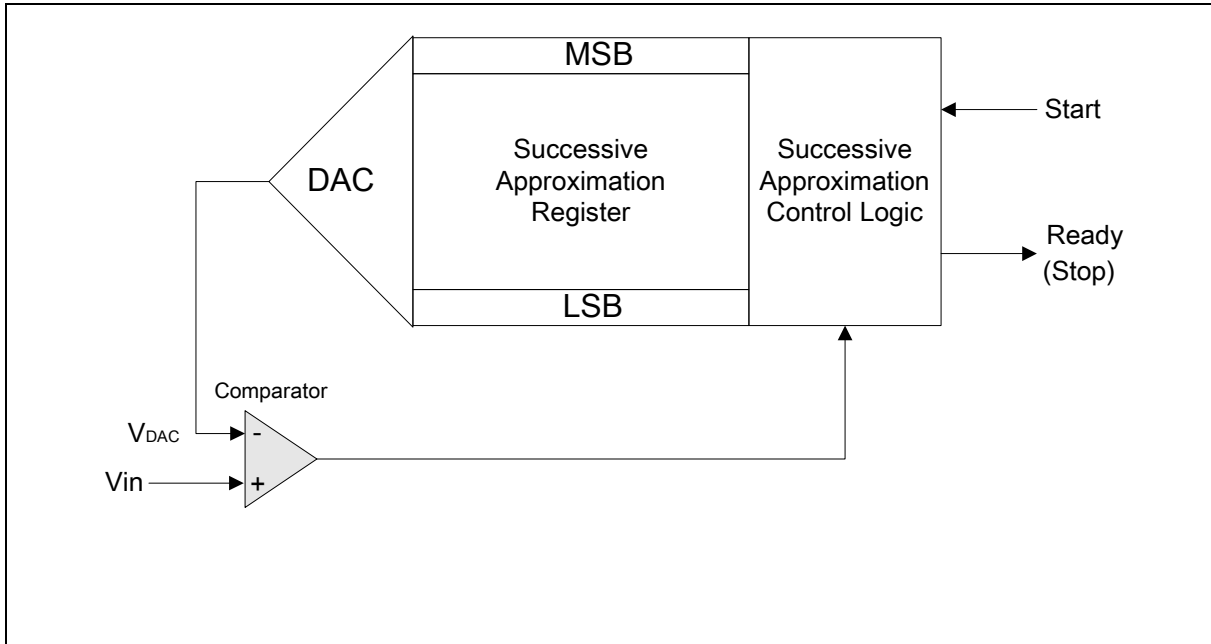 MSB
DAC
Successive
Approximation
Register
Successive
Approximation
Control Logic
Start
Ready
(Stop)
LSB
Comparator
VDAC
-
Vin
+